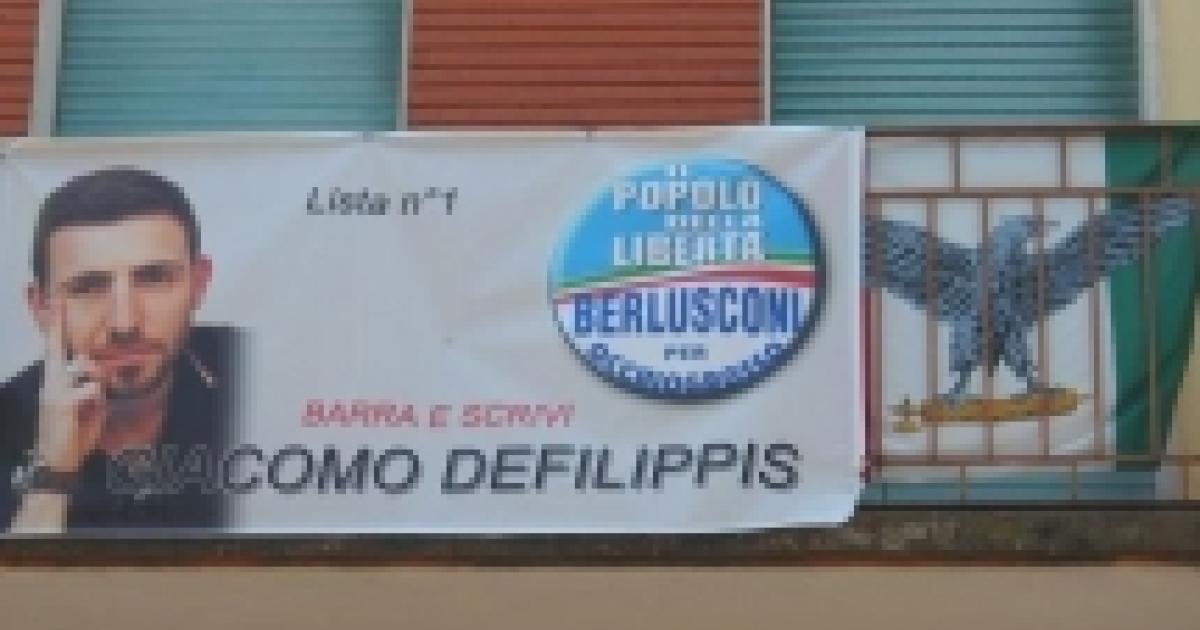 Lista n°1
IL
POPOLO
DELLA
LIBERTÀ
BERLUSCONI
PER
BARRA E SCRIVI
GIACOMO DEFILIPPIS